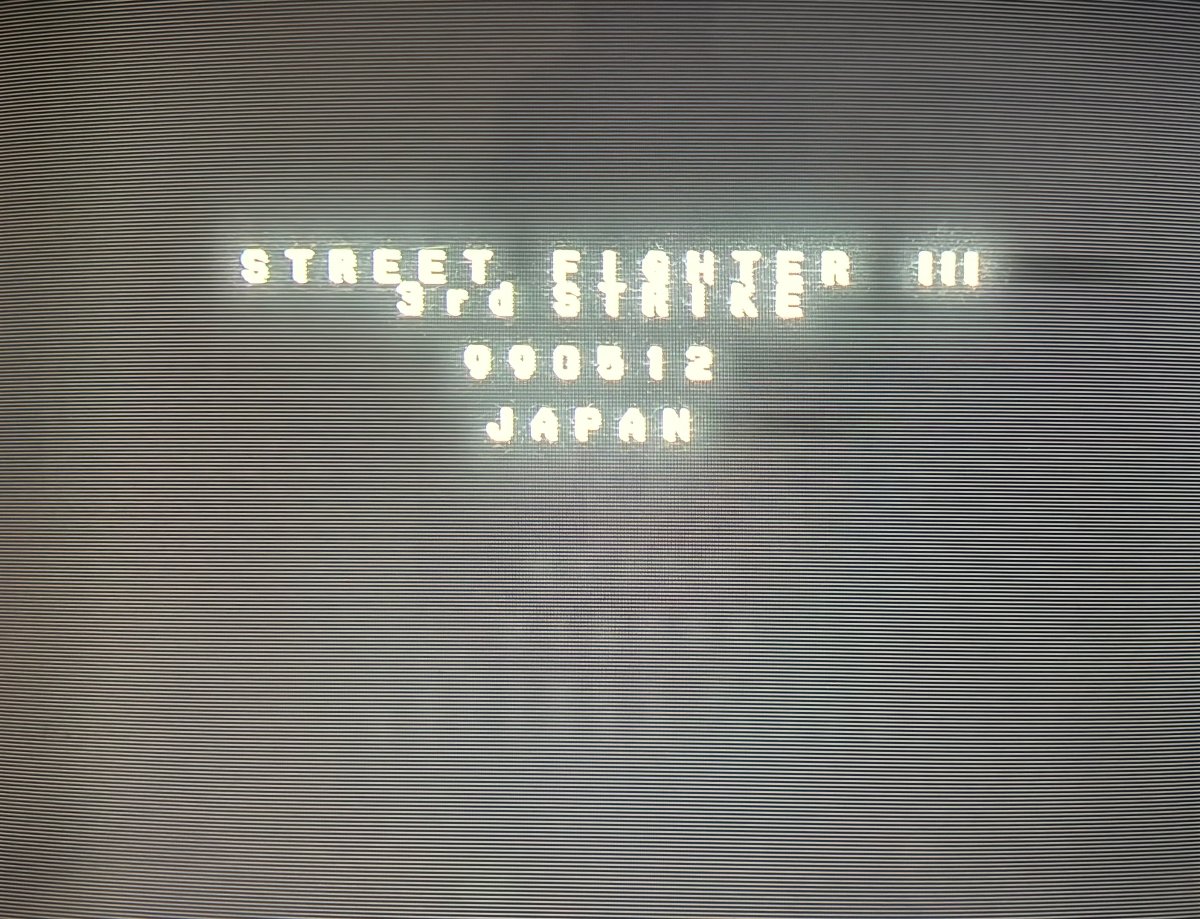 STREET FIGHTER III
3rd STRIKE
990512
JAPAN